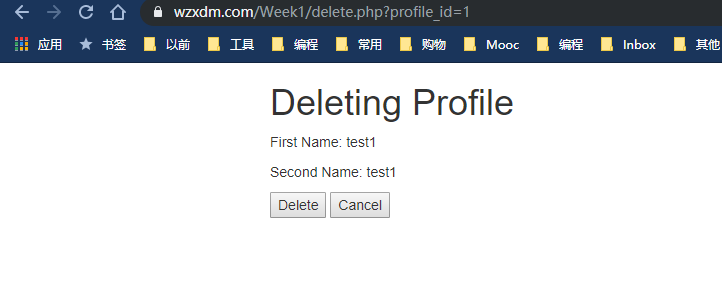 wzxdm.com/Week1/delete.php?profile_id=1
应用 书签 以前 工具 编程 常用 购物 Mooc 编程 Inbox 其他
Deleting Profile
First Name: test1
Second Name: test1
Delete Cancel